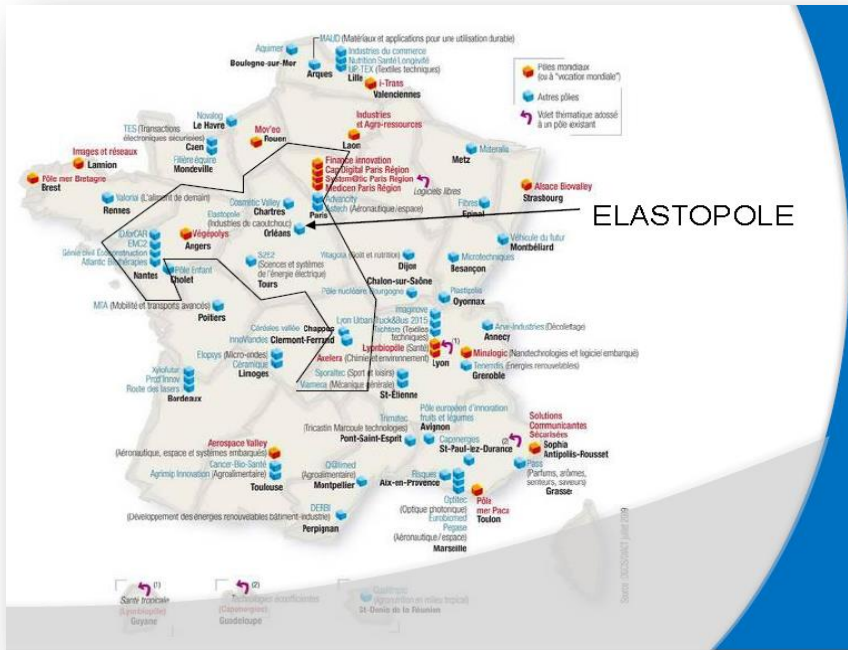 MAUD (Matériaux et applications pour une utilisation durable)
Aquimer
Boulogne-sur-Mer
Arques
Industries du commerce
Nutrition Santé Longévité
UP-TEX (Textiles techniques)
Lille
i-Trans
Valenciennes
Pôles mondiaux
(ou à "vocation mondiale")
Autres pôles
Volet thématique adossé
à un pôle existant
Novalog
Le Havre
TES (Transactions
électroniques sécurisées)
Caen
Filière équine
Mondeville
Mov'eo
Rouen
Industries
et Agro-ressources
Laon
Materalia
Metz
Images et réseaux
Lannion
Pôle mer Bretagne
Brest
Valorial (L'aliment de demain)
Rennes
Finance innovation
Cap Digital Paris Région
System@tic Paris Région
Medicen Paris Région
Logiciels libres
Advancity
Astech (Aéronautique/espace)
Paris
Alsace Biovalley
Strasbourg
Fibres
Epinal
Cosmetic Valley
Chartres
Elastopole
(Industries du caoutchouc)
Orléans
ELASTOPOLE
Véhicule du futur
Montbéliard
EMC2
Génie civil Ecoconstruction
Atlantic Biothérapies
Nantes
Végépolys
Angers
Pôle Enfant
Cholet
S2E2
(Sciences et systèmes
de l'énergie électrique)
Tours
Vitagora (Goût et nutrition)
Dijon
Microtechniques
Besançon
Chalon-sur-Saône
Pôle nucléaire Bourgogne
Plastipolis
Oyonnax
MTA (Mobilité et transports avancés)
Poitiers
Imaginove
Lyon Urban Truck&Bus 2015
Techtera (Textiles
techniques)
Lyonbiopôle (Santé)
(1)
Axelera (Chimie et environnement)
Lyon
Arve-Industries (Décolletage)
Annecy
Céréales vallée
Chappes
InnoViandes
Clermont-Ferrand
Minalogic (Nanotechnologies et logiciel embarqué)
Tenerrdis (Energies renouvelables)
Grenoble
Elopsys (Micro-ondes)
Céramique
Limoges
Sporaltec (Sport et loisirs)
Viameca (Mécanique générale)
St-Étienne
Xylofutur
Prod'Innov
Route des lasers
Bordeaux
Trimatec
(Tricastin Marcoule technologies)
Pont-Saint-Esprit
Pôle européen d'innovation
fruits et légumes
Avignon
Capenergies
(2)
St-Paul-lez-Durance
Solutions
Communicantes
Sécurisées
Sophia
Antipolis-Rousset
Aerospace Valley
(Aéronautique, espace et systèmes embarqués)
Cancer-Bio-Santé
Agrimip Innovation (Agroalimentaire)
Toulouse
Q@limed
(Agroalimentaire)
Montpellier
Risques
Aix-en-Provence
Pass
(Parfums, arômes,
senteurs, saveurs)
Grasse
Optitec
(Optique photonique)
Eurobiomed
Pegase
(Aéronautique/espace)
Marseille
Pôle
mer Paca
Toulon
DERBI
(Développement des énergies renouvelables bâtiment-industrie)
Perpignan
(1)
Santé tropicale
(Lyonbiopôle)
Guyane
(2)
(Capenergies)
Guadeloupe
(Agronutrition en milieu tropical)
St-Denis de la Réunion